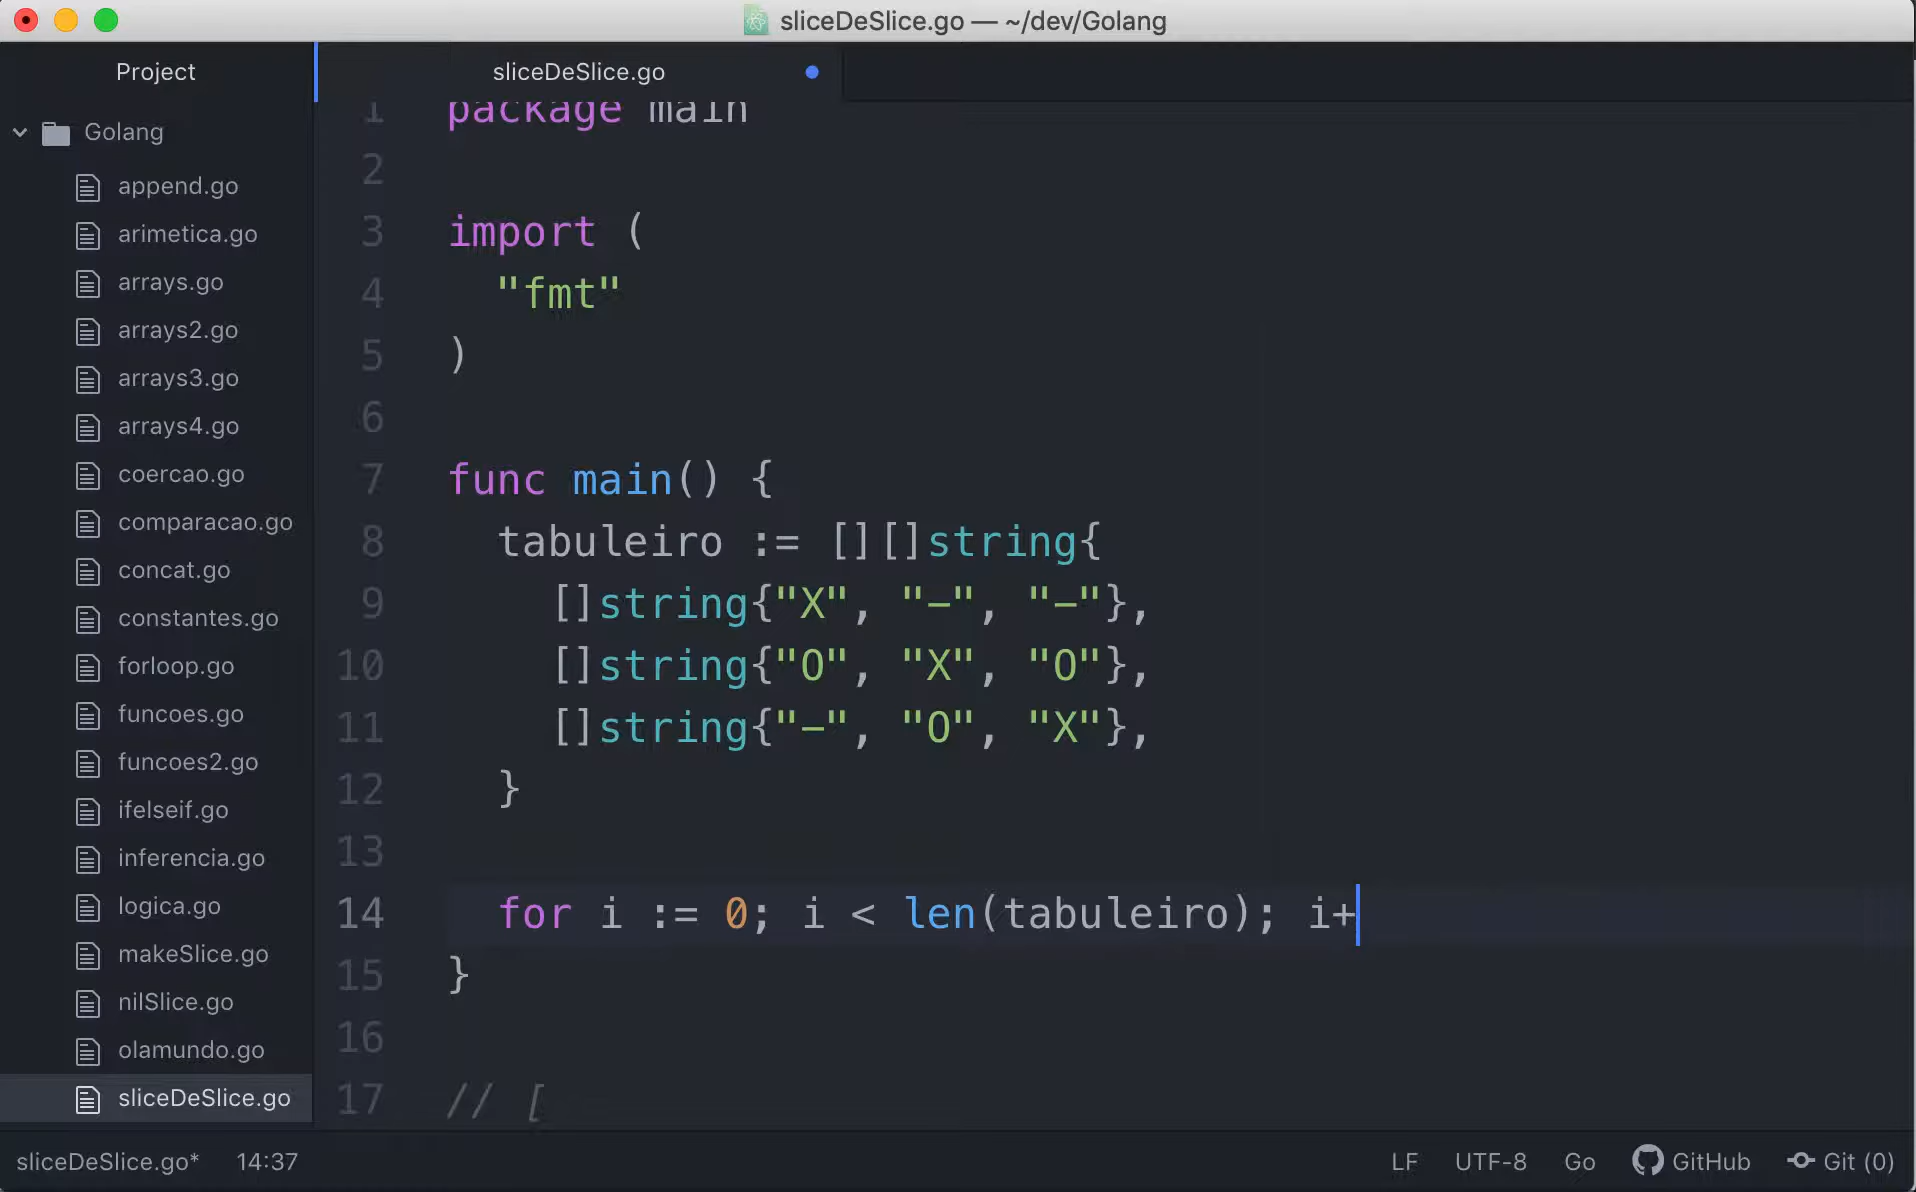 sliceDeSlice.go — ~/dev/Golang
Project
Golang
append.go
arimetica.go
arrays.go
arrays2.go
arrays3.go
arrays4.go
coercao.go
comparacao.go
concat.go
constantes.go
forloop.go
funcoes.go
funcoes2.go
ifelseif.go
inferencia.go
logica.go
makeSlice.go
nilSlice.go
olamundo.go
sliceDeSlice.go
sliceDeSlice.go
1 package main
2
3 import (
4 "fmt"
5 )
6
7 func main() {
8 tabuleiro := [][]string{
9 []string{"X", "-", "-"},
10 []string{"O", "X", "O"},
11 []string{"-", "O", "X"},
12 }
13
14 for i := 0; i < len(tabuleiro); i+
15 }
16
17 // [
sliceDeSlice.go* 14:37 LF UTF-8 Go GitHub Git (0)